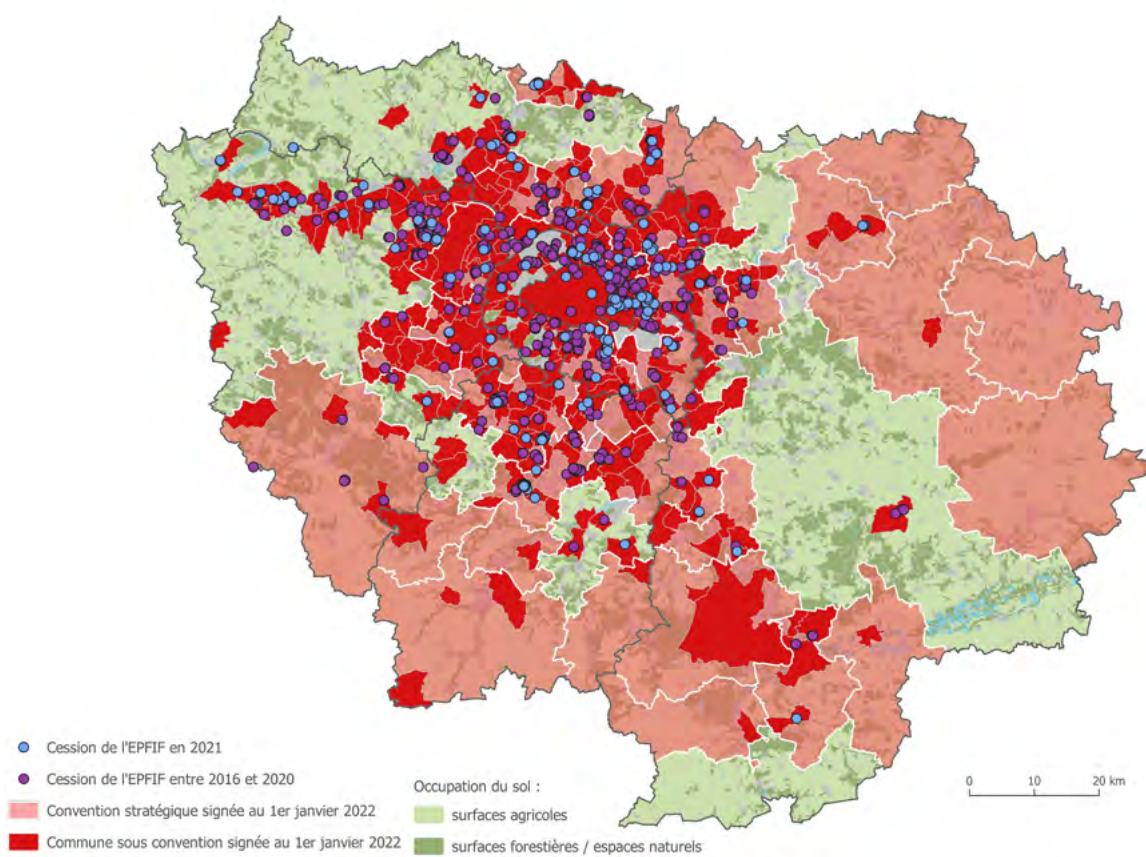 Cession de l'EPFIF en 2021
Cession de l'EPFIF entre 2016 et 2020
Convention stratégique signée au 1er janvier 2022
Commune sous convention signée au 1er janvier 2022
Occupation du sol :
surfaces agricoles
surfaces forestières / espaces naturels
0 10 20 km